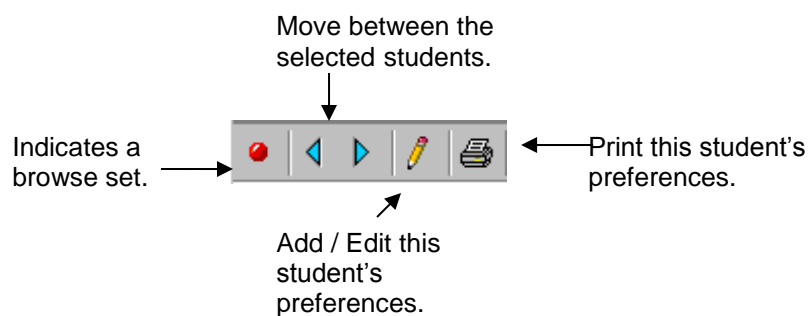 Move between the
selected students.
Indicates a
browse set.
Print this student's
preferences.
Add / Edit this
student's
preferences.